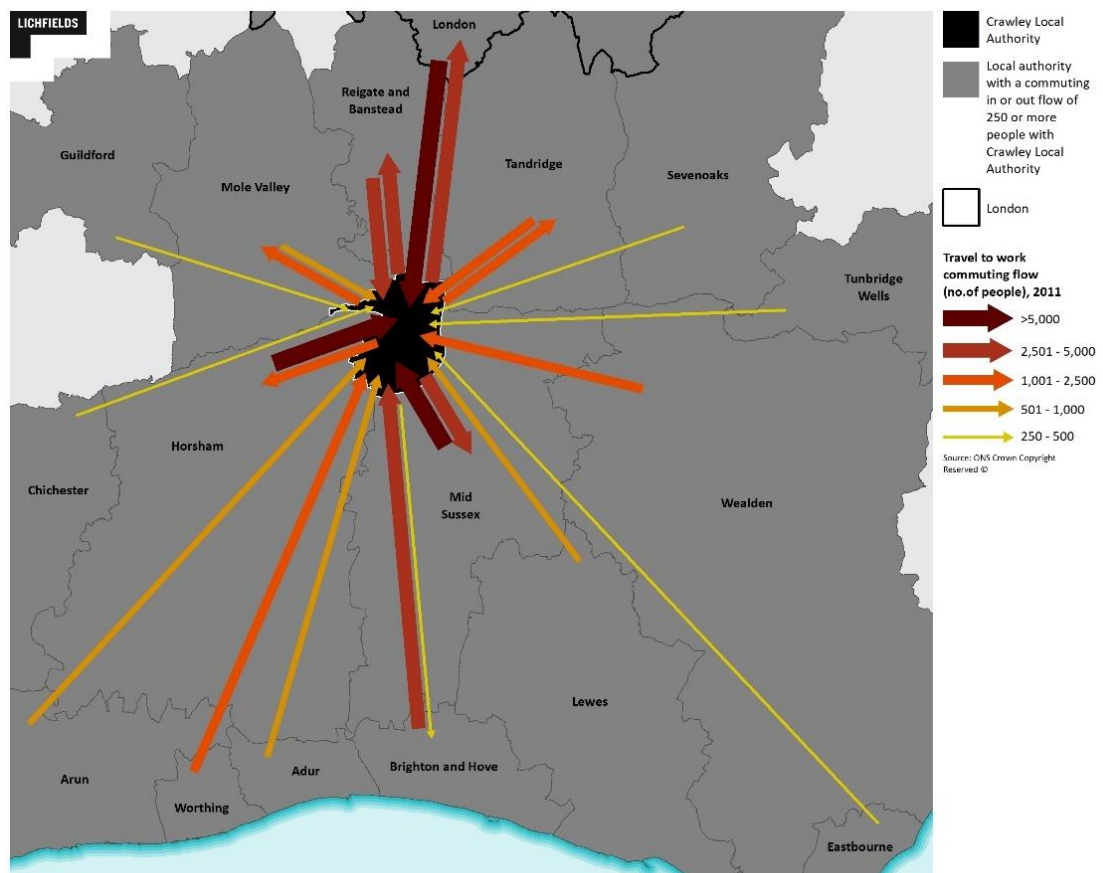 LICHFIELDS
London
Reigate and
Banstead
Guildford
Mole Valley
Tandridge
Sevenoaks
Tunbridge
Wells
Horsham
Chichester
Mid
Sussex
Wealden
Lewes
Arun
Worthing
Adur
Brighton and Hove
Eastbourne
Crawley Local
Authority
Local authority
with a commuting
in or out flow of
250 or more
people with
Crawley Local
Authority
London
Travel to work
commuting flow
(no.of people), 2011
>5,000
2,501 - 5,000
1,001 - 2,500
501 - 1,000
250 - 500
Source: ONS Crown Copyright
Reserved ©